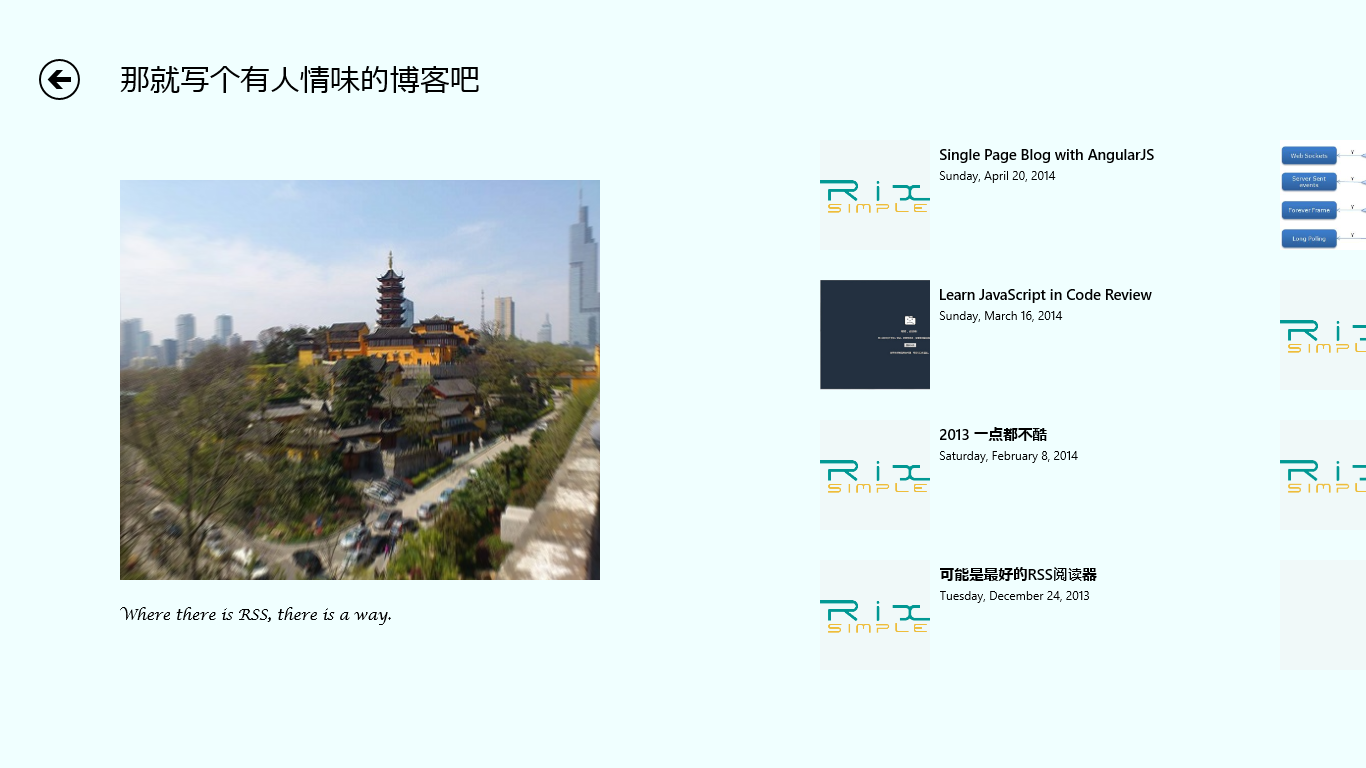 那就写个有人情味的博客吧
Where there is RSS, there is a way.
Rix
SIMPLE
Single Page Blog with AngularJS
Sunday, April 20, 2014
Learn JavaScript in Code Review
Sunday, March 16, 2014
Rix
SIMPLE
2013 一点都不酷
Saturday, February 8, 2014
Rix
SIMPLE
可能是最好的RSS阅读器
Tuesday, December 24, 2013
Web Sockets
Y
Server Sent
events
Y
Forever Frame
Y
Long Polling
Y
Rix
SIMPLE
Rix
SIMPLE